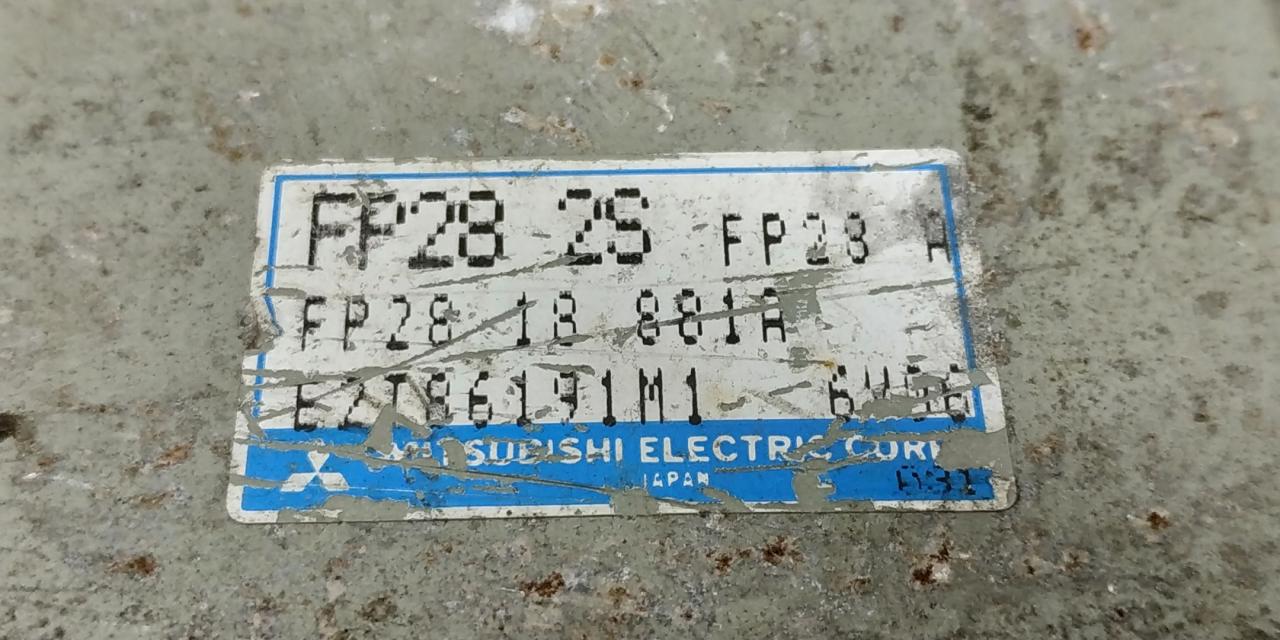 FP28 2S FP28 A
FP28 18 881A
E2T86191M1
MITSUBISHI ELECTRIC CORP
JAPAN